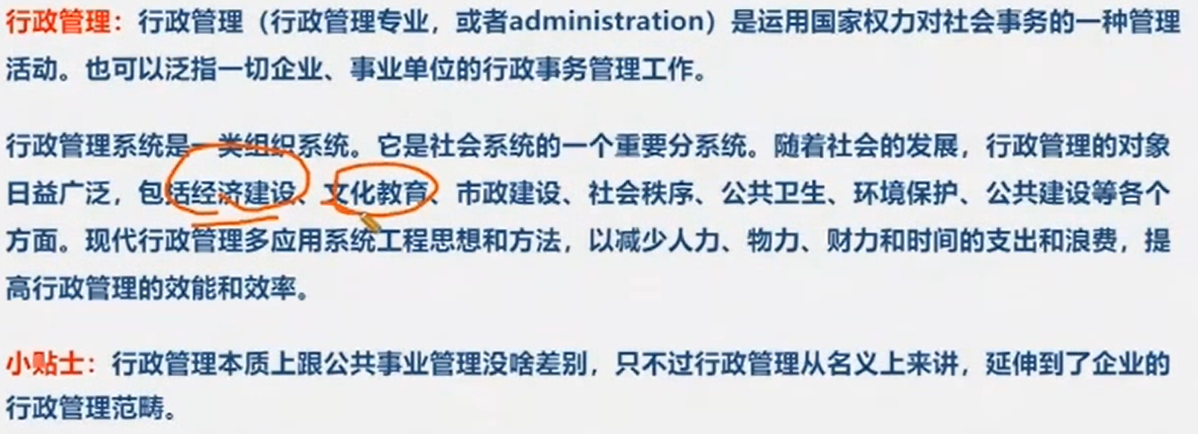 行政管理：行政管理（行政管理专业，或者administration）是运用国家权力对社会事务的一种管理
活动。也可以泛指一切企业、事业单位的行政事务管理工作。
行政管理系统是一类组织系统。它是社会系统的一个重要分系统。随着社会的发展，行政管理的对象
日益广泛，包括经济建设、文化教育、市政建设、社会秩序、公共卫生、环境保护、公共建设等各个
方面。现代行政管理多应用系统工程思想和方法，以减少人力、物力、财力和时间的支出和浪费，提
高行政管理的效能和效率。
小贴士：行政管理本质上跟公共事业管理没啥差别，只不过行政管理从名义上来讲，延伸到了企业的
行政管理范畴。